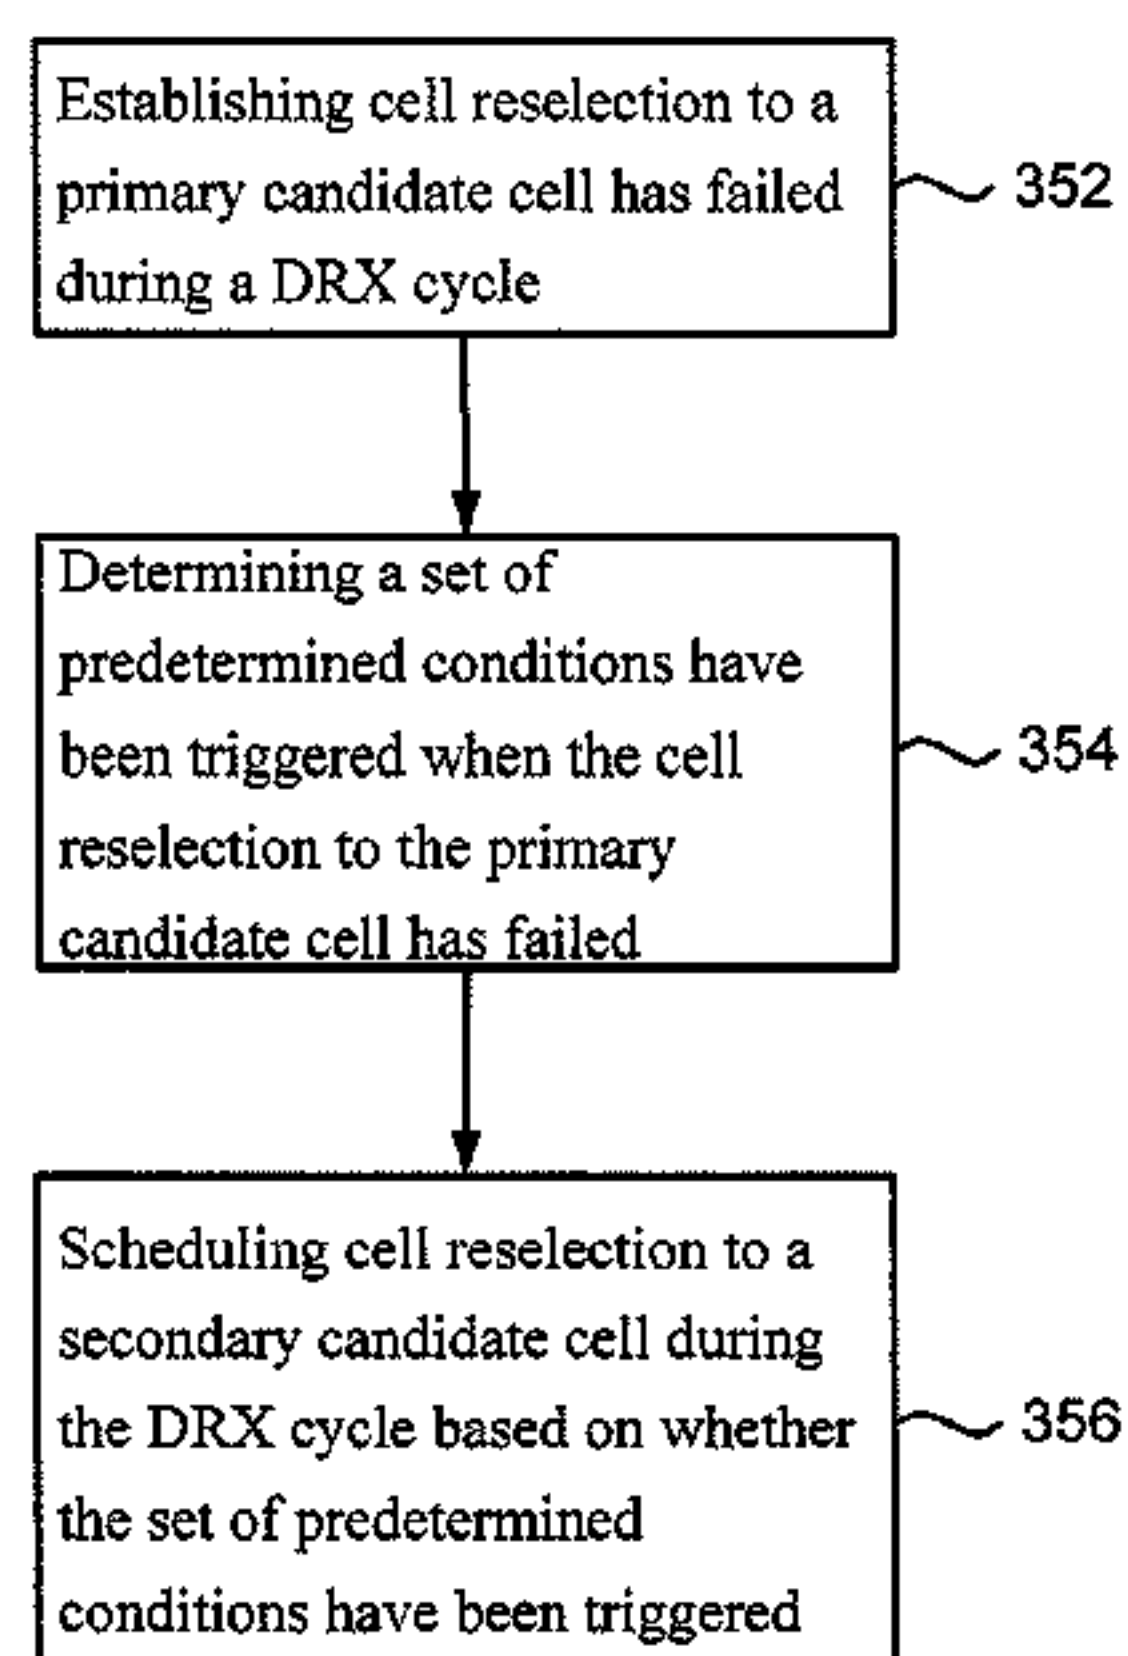 Establishing cell reselection to a
primary candidate cell has failed
during a DRX cycle
352
Determining a set of
predetermined conditions have
been triggered when the cell
reselection to the primary
candidate cell has failed
354
Scheduling cell reselection to a
secondary candidate cell during
the DRX cycle based on whether
the set of predetermined
conditions have been triggered
356